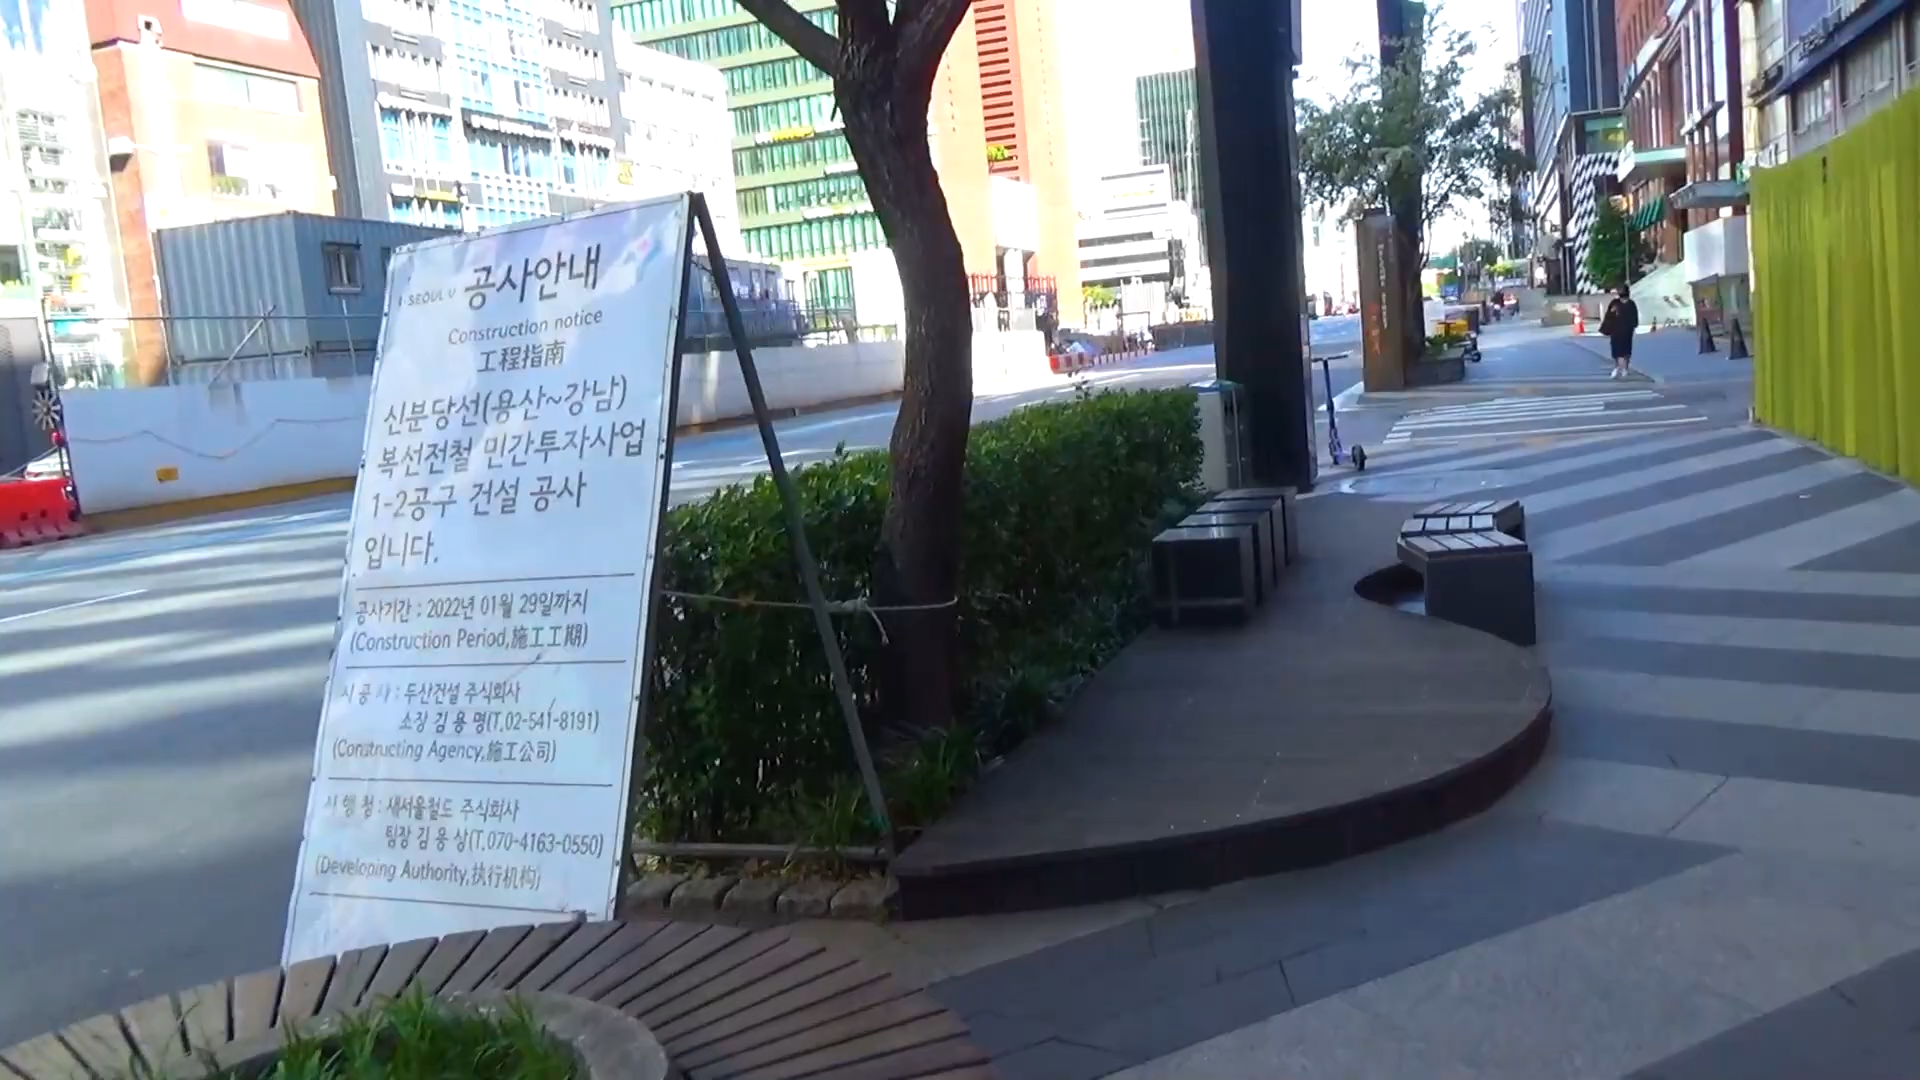 I·SEOUL·U 공사안내
Construction notice
工程指南
신분당선(용산~강남)
복선전철 민간투자사업
1-2공구 건설 공사
입니다.
공사기간 : 2022년 01월 29일까지
(Construction Period,施工工期)
시 공 사 : 두산건설 주식회사
소장 김 용 명(T.02-541-8191)
(Constructing Agency,施工公司)
시 행 청 : 새서울철도 주식회사
팀장 김 용 상(T.070-4163-0550)
(Developing Authority,执行机构)